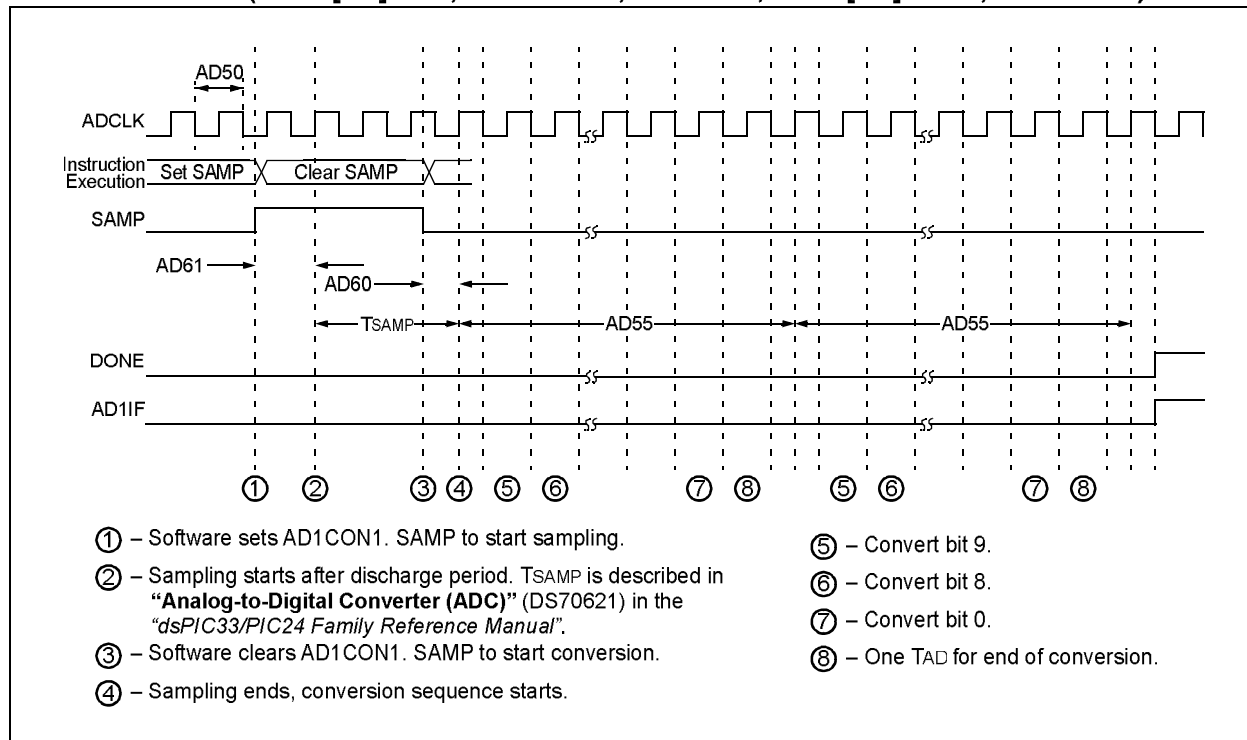 AD50
ADCLK
Instruction
Execution
Set SAMP
Clear SAMP
SAMP
AD61
AD60
TSAMP
AD55
AD55
DONE
AD1IF
① ② ③ ④ ⑤ ⑥ ⑦ ⑧ ⑤ ⑥ ⑦ ⑧
① – Software sets AD1CON1. SAMP to start sampling.
② – Sampling starts after discharge period. TSAMP is described in
“Analog-to-Digital Converter (ADC)” (DS70621) in the
“dsPIC33/PIC24 Family Reference Manual”.
③ – Software clears AD1CON1. SAMP to start conversion.
④ – Sampling ends, conversion sequence starts.
⑤ – Convert bit 9.
⑥ – Convert bit 8.
⑦ – Convert bit 0.
⑧ – One TAD for end of conversion.